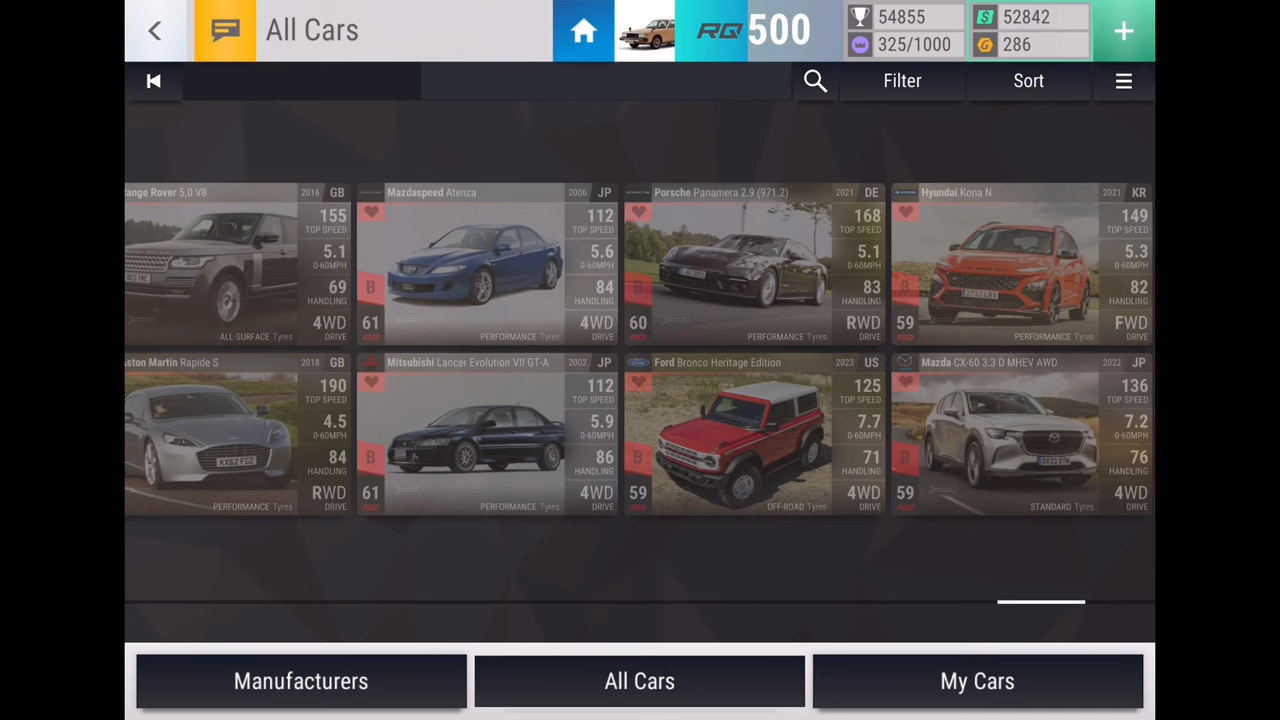 All Cars
RQ 500
54855
325/1000
52842
286
+
Filter
Sort
ange Rover 5.0 V8 2016 GB
155
TOP SPEED
5.1
0-60MPH
69
HANDLING
4WD
DRIVE
ALL-SURFACE Tyres
Mazdaspeed Atenza 2006 JP
112
TOP SPEED
5.6
0-60MPH
84
HANDLING
4WD
DRIVE
B
61
RQ
PERFORMANCE Tyres
Porsche Panamera 2.9 (971.2) 2021 DE
168
TOP SPEED
5.1
0-60MPH
83
HANDLING
RWD
DRIVE
B
60
RQ
PERFORMANCE Tyres
Hyundai Kona N 2021 KR
149
TOP SPEED
5.3
0-60MPH
82
HANDLING
FWD
DRIVE
B
59
RQ
PERFORMANCE Tyres
ston Martin Rapide S 2018 GB
190
TOP SPEED
4.5
0-60MPH
84
HANDLING
RWD
DRIVE
KX62 FGZ
PERFORMANCE Tyres
Mitsubishi Lancer Evolution VII GT-A 2002 JP
112
TOP SPEED
5.9
0-60MPH
86
HANDLING
4WD
DRIVE
B
61
RQ
PERFORMANCE Tyres
Ford Bronco Heritage Edition 2023 US
125
TOP SPEED
7.7
0-60MPH
71
HANDLING
4WD
DRIVE
B
59
RQ
OFF-ROAD Tyres
Mazda CX-60 3.3 D MHEV AWD 2022 JP
136
TOP SPEED
7.2
0-60MPH
76
HANDLING
4WD
DRIVE
B
59
RQ
STANDARD Tyres
Manufacturers
All Cars
My Cars